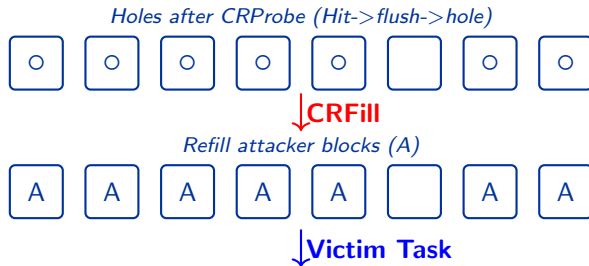 Holes after CRProbe (Hit->flush->hole)
○ ○ ○ ○ ○ ○ ○
CRFill
Refill attacker blocks (A)
A A A A A A A
Victim Task